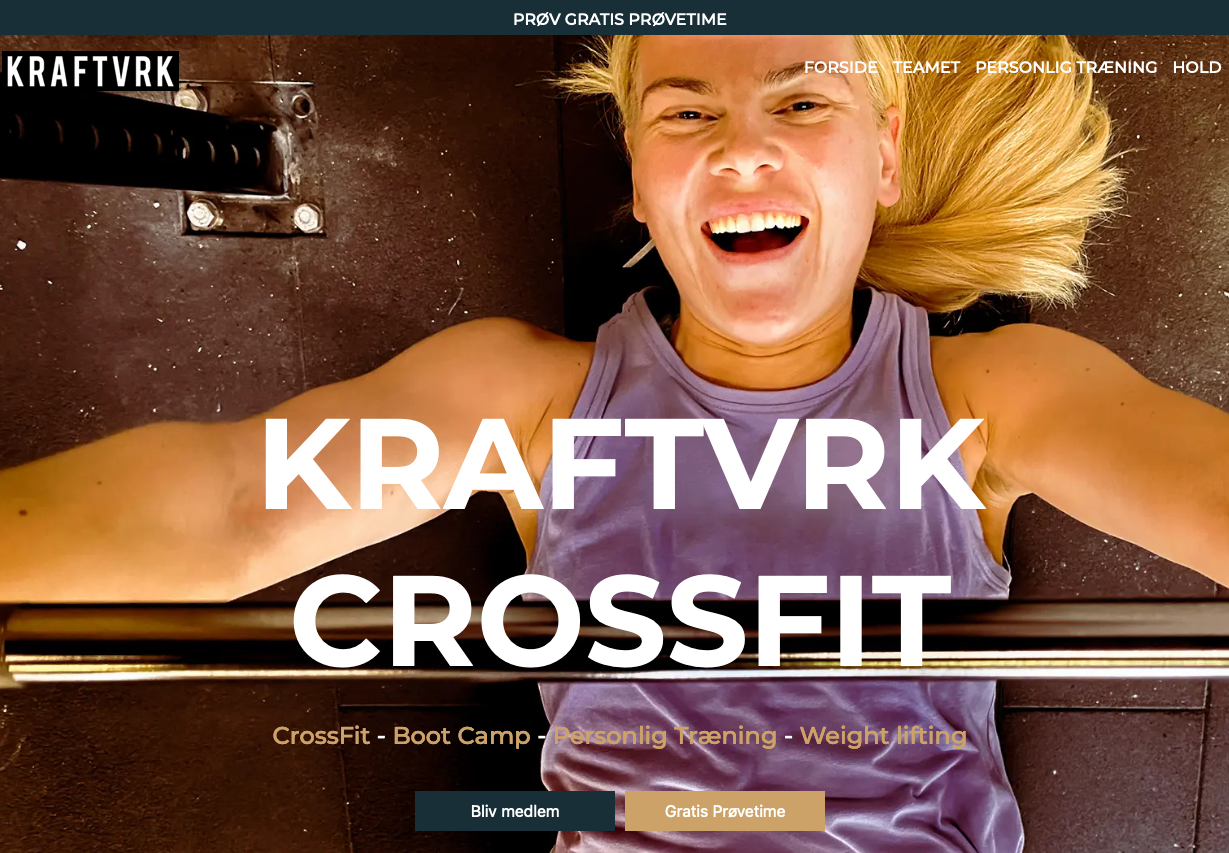 PRØV GRATIS PRØVETIME
KRAFTVRK
FORSIDE TEAMET PERSONLIG TRÆNING HOLD
KRAFTVRK
CROSSFIT
CrossFit - Boot Camp - Personlig Træning - Weight lifting
Bliv medlem
Gratis Prøvetime